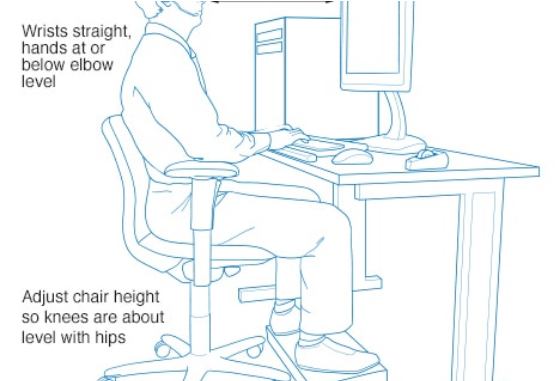 Wrists straight,
hands at or
below elbow
level
Adjust chair height
so knees are about
level with hips